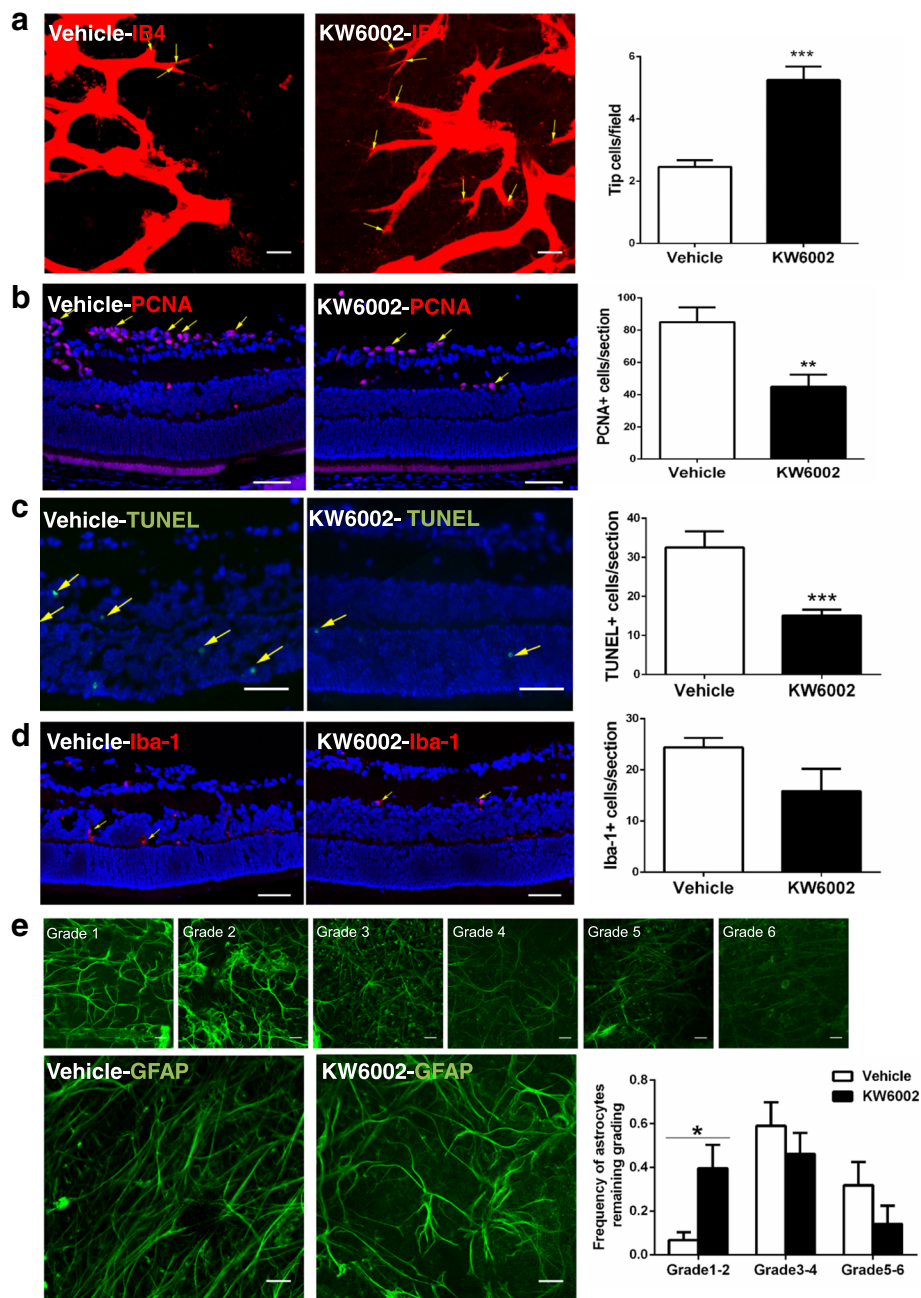 a
Vehicle-IB4
KW6002-IB4
Tip cells/field
6
4
2
0
***
Vehicle
KW6002
b
Vehicle-PCNA
KW6002-PCNA
PCNA+ cells/section
100
80
60
40
20
0
**
Vehicle
KW6002
c
Vehicle-TUNEL
KW6002- TUNEL
TUNEL+ cells/section
30
20
10
0
***
Vehicle
KW6002
d
Vehicle-Iba-1
KW6002-Iba-1
Iba-1+ cells/section
30
20
10
0
Vehicle
KW6002
e
Grade 1
Grade 2
Grade 3
Grade 4
Grade 5
Grade 6
Vehicle-GFAP
KW6002-GFAP
Frequency of astrocytes
remaining grading
0.8
0.6
0.4
0.2
0.0
*
Vehicle
KW6002
Grade1-2
Grade3-4
Grade5-6